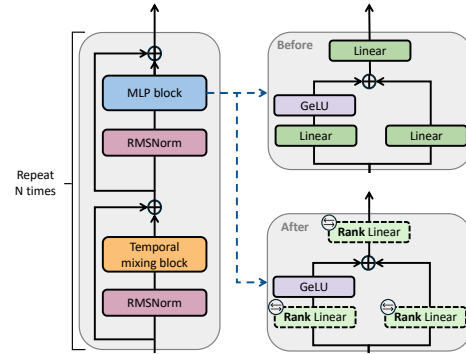 Repeat
N times
MLP block
RMSNorm
Temporal
mixing block
RMSNorm
Before
Linear
GeLU
Linear
Linear
After
Rank Linear
GeLU
Rank Linear
Rank Linear